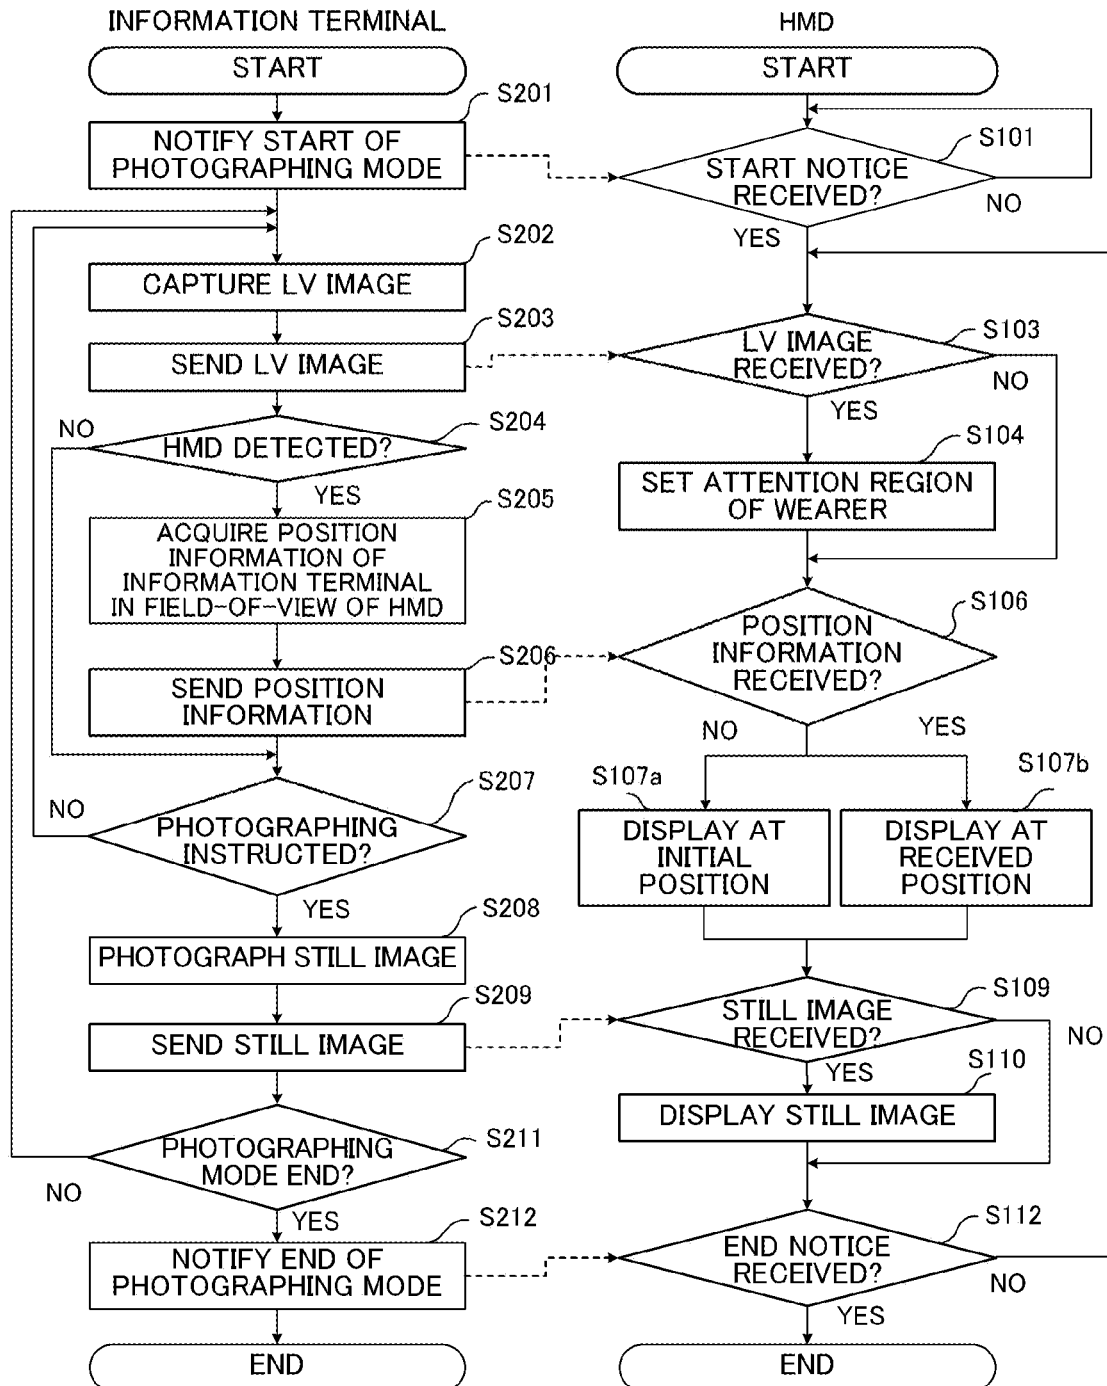 INFORMATION TERMINAL
START
S201
NOTIFY START OF
PHOTOGRAPHING MODE
S202
CAPTURE LV IMAGE
S203
SEND LV IMAGE
S204
NO
HMD DETECTED?
YES
S205
ACQUIRE POSITION
INFORMATION OF
INFORMATION TERMINAL
IN FIELD-OF-VIEW OF HMD
S206
SEND POSITION
INFORMATION
S207
NO
PHOTOGRAPHING
INSTRUCTED?
YES
S208
PHOTOGRAPH STILL IMAGE
S209
SEND STILL IMAGE
S211
PHOTOGRAPHING
MODE END?
NO
YES
S212
NOTIFY END OF
PHOTOGRAPHING MODE
END
HMD
START
S101
START NOTICE
RECEIVED?
NO
YES
S103
LV IMAGE
RECEIVED?
NO
YES
S104
SET ATTENTION REGION
OF WEARER
S106
POSITION
INFORMATION
RECEIVED?
NO
YES
S107a
DISPLAY AT
INITIAL
POSITION
S107b
DISPLAY AT
RECEIVED
POSITION
S109
STILL IMAGE
RECEIVED?
NO
YES
S110
DISPLAY STILL IMAGE
S112
END NOTICE
RECEIVED?
NO
YES
END